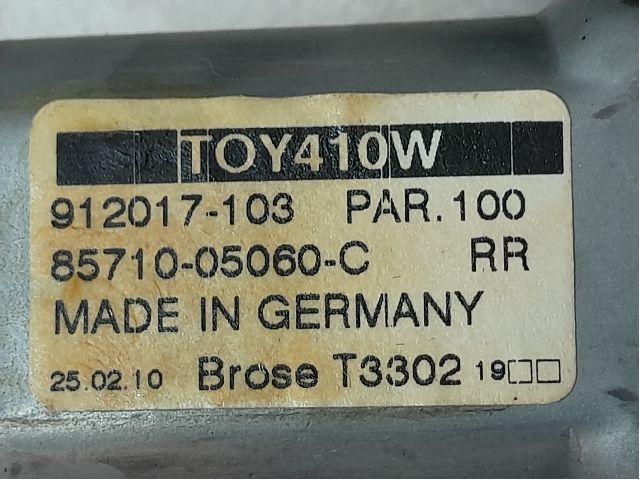 TOY410W
912017-103 PAR.100
85710-05060-C RR
MADE IN GERMANY
25.02.10 Brose T3302 19□□